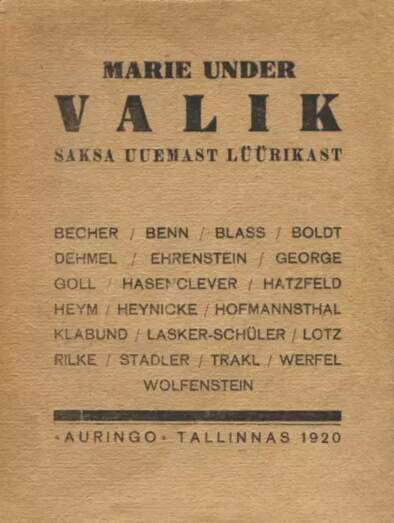 MARIE UNDER
VALIK
SAKSA UUEMAST LÜÜRIKAST
BECHER / BENN / BLASS / BOLDT
DEHMEL / EHRENSTEIN / GEORGE
GOLL / HASENCLEVER / HATZFELD
HEYM / HEYNICKE / HOFMANNSTHAL
KLABUND / LASKER-SCHÜLER / LOTZ
RILKE / STADLER / TRAKL / WERFEL
WOLFENSTEIN
«AURINGO» TALLINNAS 1920